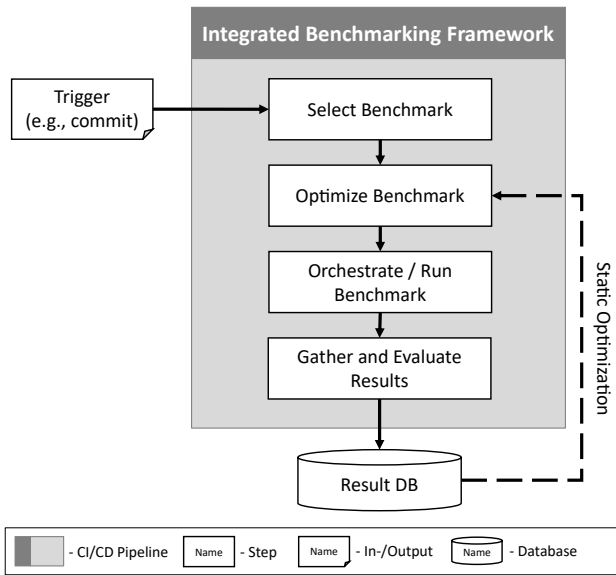 Integrated Benchmarking Framework
Trigger
(e.g., commit)
Select Benchmark
Optimize Benchmark
Orchestrate / Run
Benchmark
Gather and Evaluate
Results
Static Optimization
Result DB
- CI/CD Pipeline
Name
- Step
Name
- In-/Output
Name
- Database